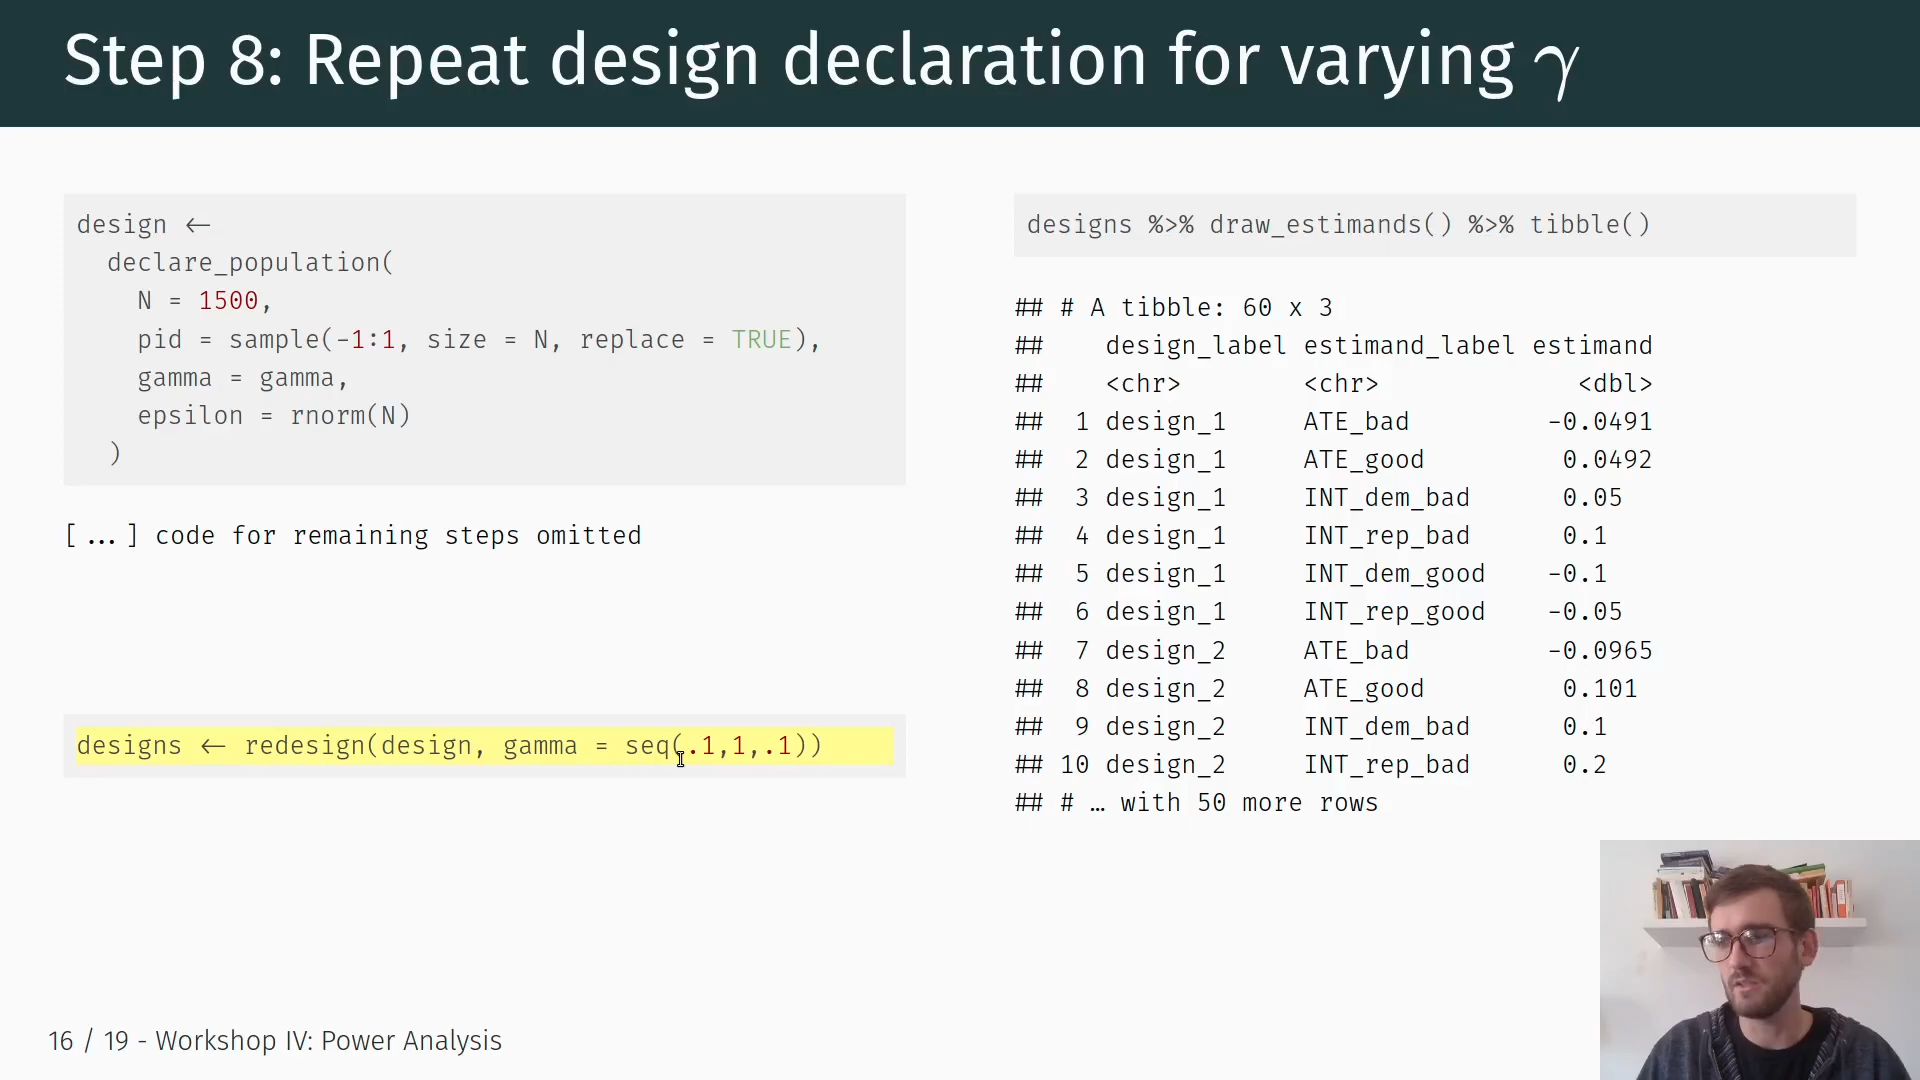 Step 8: Repeat design declaration for varying γ
design ←
declare_population(
N = 1500,
pid = sample(-1:1, size = N, replace = TRUE),
gamma = gamma,
epsilon = rnorm(N)
)
[ ... ] code for remaining steps omitted
designs ← redesign(design, gamma = seq(.1,1,.1))
designs %>% draw_estimands() %>% tibble()
## # A tibble: 60 x 3
##    design_label estimand_label estimand
##    <chr>        <chr>             <dbl>
##  1 design_1     ATE_bad         -0.0491
##  2 design_1     ATE_good         0.0492
##  3 design_1     INT_dem_bad      0.05
##  4 design_1     INT_rep_bad      0.1
##  5 design_1     INT_dem_good    -0.1
##  6 design_1     INT_rep_good    -0.05
##  7 design_2     ATE_bad         -0.0965
##  8 design_2     ATE_good         0.101
##  9 design_2     INT_dem_bad      0.1
## 10 design_2     INT_rep_bad      0.2
## # … with 50 more rows
16 / 19 - Workshop IV: Power Analysis